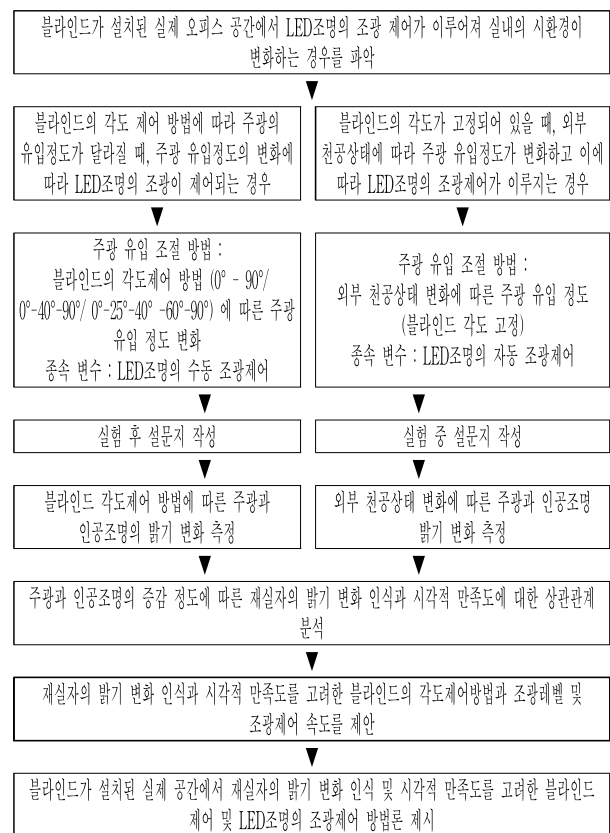 블라인드가 설치된 실제 오피스 공간에서 LED조명의 조광 제어가 이루어져 실내의 시환경이
변화하는 경우를 파악
블라인드의 각도 제어 방법에 따라 주광의
유입정도가 달라질 때, 주광 유입정도의 변화에
따라 LED조명의 조광이 제어되는 경우
블라인드의 각도가 고정되어 있을 때, 외부
천공상태에 따라 주광 유입정도가 변화하고 이에
따라 LED조명의 조광제어가 이루지는 경우
주광 유입 조절 방법 :
블라인드의 각도제어 방법 (0° - 90°/
0°-40°-90°/ 0°-25°-40° -60°-90°) 에 따른 주광
유입 정도 변화
종속 변수 : LED조명의 수동 조광제어
주광 유입 조절 방법 :
외부 천공상태 변화에 따른 주광 유입 정도
(블라인드 각도 고정)
종속 변수 : LED조명의 자동 조광제어
실험 후 설문지 작성
실험 중 설문지 작성
블라인드 각도제어 방법에 따른 주광과
인공조명의 밝기 변화 측정
외부 천공상태 변화에 따른 주광과 인공조명
밝기 변화 측정
주광과 인공조명의 증감 정도에 따른 재실자의 밝기 변화 인식과 시각적 만족도에 대한 상관관계
분석
재실자의 밝기 변화 인식과 시각적 만족도를 고려한 블라인드의 각도제어방법과 조광레벨 및
조광제어 속도를 제안
블라인드가 설치된 실제 공간에서 재실자의 밝기 변화 인식 및 시각적 만족도를 고려한 블라인드
제어 및 LED조명의 조광제어 방법론 제시